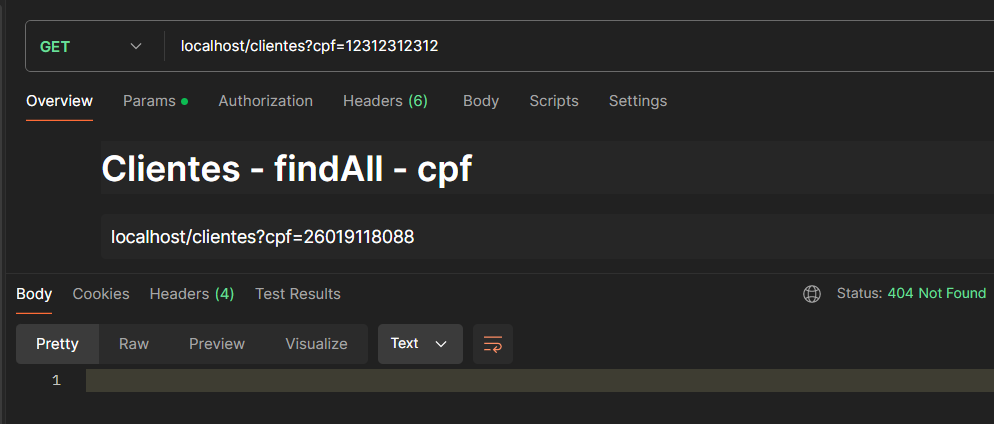 GET localhost/clientes?cpf=12312312312
Overview Params Authorization Headers (6) Body Scripts Settings
Clientes - findAll - cpf
localhost/clientes?cpf=26019118088
Body Cookies Headers (4) Test Results Status: 404 Not Found
Pretty Raw Preview Visualize Text
1